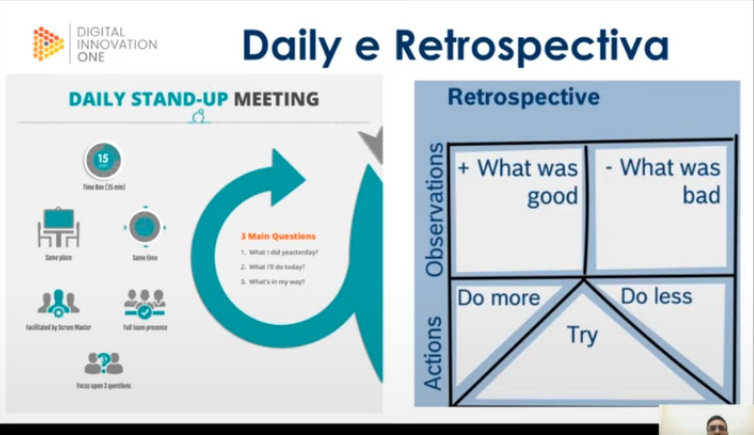 DIGITAL
INNOVATION
ONE
Daily e Retrospectiva
DAILY STAND-UP MEETING
15
Time Box (15 min)
Same place
Same time
Facilitated by Scrum Master
Full team presence
Focus upon 3 questions
3 Main Questions
1. What I did yeasterday?
2. What I'll do today?
3. What's in my way?
Retrospective
Observations
+ What was
good
- What was
bad
Actions
Do more
Try
Do less